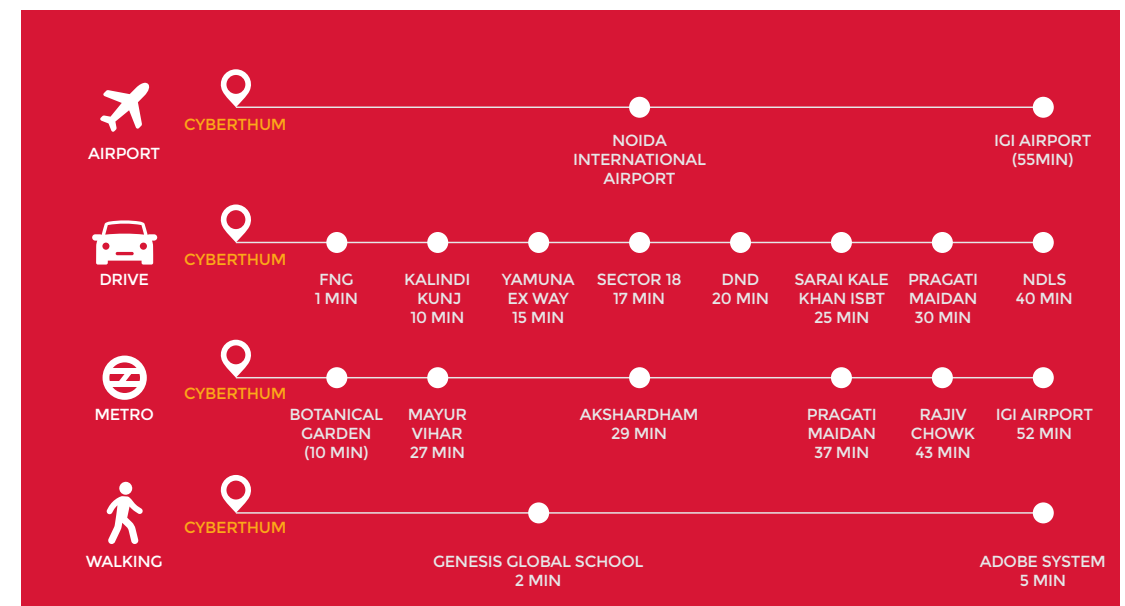 AIRPORT
CYBERTHUM
NOIDA
INTERNATIONAL
AIRPORT
IGI AIRPORT
(55MIN)
DRIVE
CYBERTHUM
FNG
1 MIN
KALINDI
KUNJ
10 MIN
YAMUNA
EX WAY
15 MIN
SECTOR 18
17 MIN
DND
20 MIN
SARAI KALE
KHAN ISBT
25 MIN
PRAGATI
MAIDAN
30 MIN
NDLS
40 MIN
METRO
CYBERTHUM
BOTANICAL
GARDEN
(10 MIN)
MAYUR
VIHAR
27 MIN
AKSHARDHAM
29 MIN
PRAGATI
MAIDAN
37 MIN
RAJIV
CHOWK
43 MIN
IGI AIRPORT
52 MIN
WALKING
CYBERTHUM
GENESIS GLOBAL SCHOOL
2 MIN
ADOBE SYSTEM
5 MIN